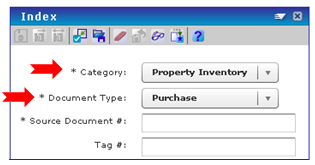 Index
* Category: Property Inventory
* Document Type: Purchase
* Source Document #:
Tag #: